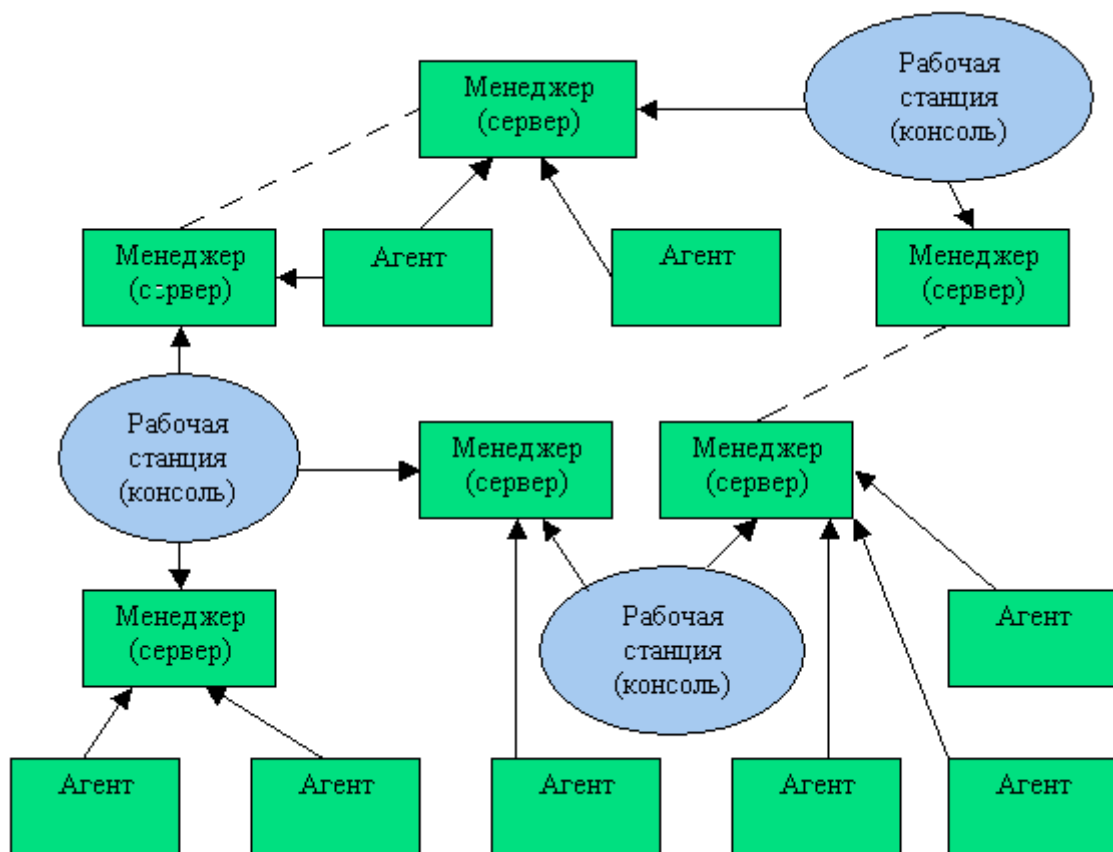 Рабочая
станция
(консоль)
Менеджер
(сервер)
Менеджер
(сервер)
Агент
Агент
Менеджер
(сервер)
Рабочая
станция
(консоль)
Менеджер
(сервер)
Менеджер
(сервер)
Менеджер
(сервер)
Рабочая
станция
(консоль)
Агент
Агент
Агент
Агент
Агент
Агент